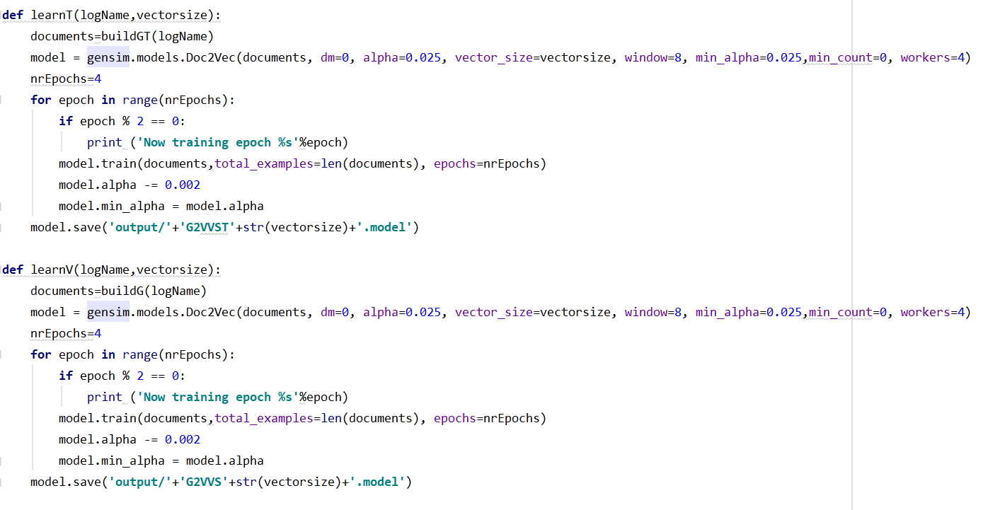 def learnT(logName,vectorsize):
    documents=buildGT(logName)
    model = gensim.models.Doc2Vec(documents, dm=0, alpha=0.025, vector_size=vectorsize, window=8, min_alpha=0.025,min_count=0, workers=4)
    nrEpochs=4
    for epoch in range(nrEpochs):
        if epoch % 2 == 0:
            print ('Now training epoch %s'%epoch)
        model.train(documents,total_examples=len(documents), epochs=nrEpochs)
        model.alpha -= 0.002
        model.min_alpha = model.alpha
    model.save('output/'+'G2VVST'+str(vectorsize)+'.model')

def learnV(logName,vectorsize):
    documents=buildG(logName)
    model = gensim.models.Doc2Vec(documents, dm=0, alpha=0.025, vector_size=vectorsize, window=8, min_alpha=0.025,min_count=0, workers=4)
    nrEpochs=4
    for epoch in range(nrEpochs):
        if epoch % 2 == 0:
            print ('Now training epoch %s'%epoch)
        model.train(documents,total_examples=len(documents), epochs=nrEpochs)
        model.alpha -= 0.002
        model.min_alpha = model.alpha
    model.save('output/'+'G2VVS'+str(vectorsize)+'.model')